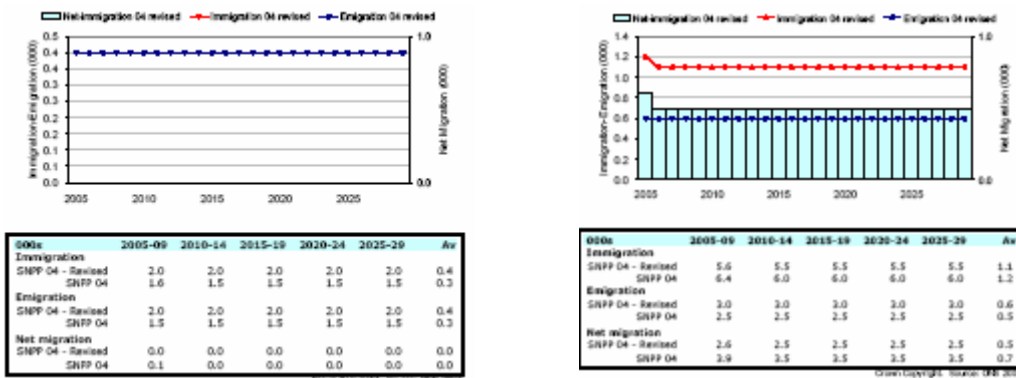 Net-immigration 04 revised Immigration 04 revised Emigration 04 revised
Immigration-Emigration (000)
0.5
0.4
0.4
0.3
0.3
0.2
0.2
0.1
0.1
0.0
1.0
0.0
Net Migration (000)
2005 2010 2015 2020 2025
000s 2005-09 2010-14 2015-19 2020-24 2025-29 Av
Immigration
SNPP 04 - Revised 2.0 2.0 2.0 2.0 2.0 0.4
SNPP 04 1.6 1.5 1.5 1.5 1.5 0.3
Emigration
SNPP 04 - Revised 2.0 2.0 2.0 2.0 2.0 0.4
SNPP 04 1.5 1.5 1.5 1.5 1.5 0.3
Net migration
SNPP 04 - Revised 0.0 0.0 0.0 0.0 0.0 0.0
SNPP 04 0.1 0.0 0.0 0.0 0.0 0.0
Net-immigration 04 revised Immigration 04 revised Emigration 04 revised
Immigration-Emigration (000)
1.4
1.2
1.0
0.8
0.6
0.4
0.2
0.0
1.0
0.0
Net Migration (000)
2005 2010 2015 2020 2025
000s 2005-09 2010-14 2015-19 2020-24 2025-29 Av
Immigration
SNPP 04 - Revised 5.6 5.5 5.5 5.5 5.5 1.1
SNPP 04 6.4 6.0 6.0 6.0 6.0 1.2
Emigration
SNPP 04 - Revised 3.0 3.0 3.0 3.0 3.0 0.6
SNPP 04 2.5 2.5 2.5 2.5 2.5 0.5
Net migration
SNPP 04 - Revised 2.6 2.5 2.5 2.5 2.5 0.5
SNPP 04 3.9 3.5 3.5 3.5 3.5 0.7
Crown Copyright. Source: ONS